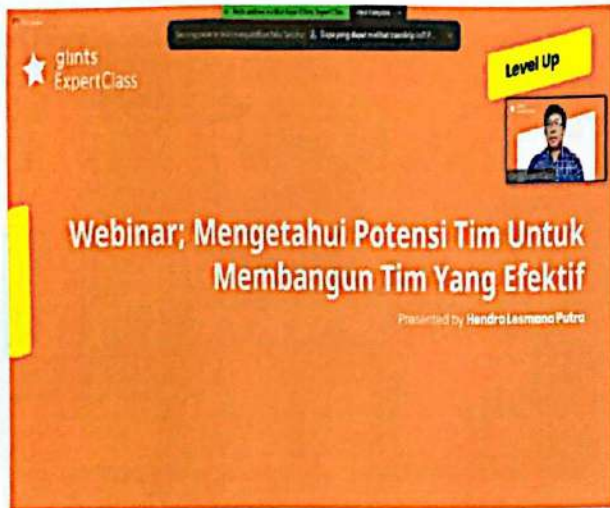 glints
ExpertClass
Level Up
Webinar; Mengetahui Potensi Tim Untuk
Membangun Tim Yang Efektif
Presented by Hendra Lesmana Putra